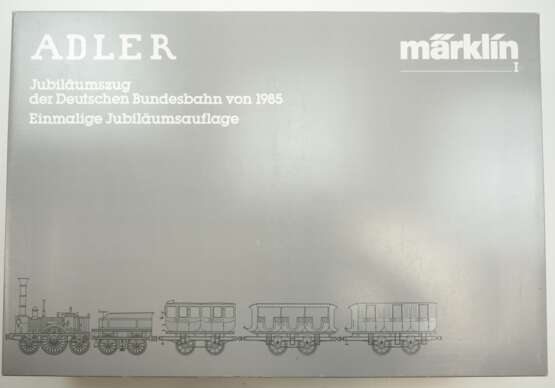 ADLER
märklin
I
Jubiläumszug
der Deutschen Bundesbahn von 1985
Einmalige Jubiläumsauflage